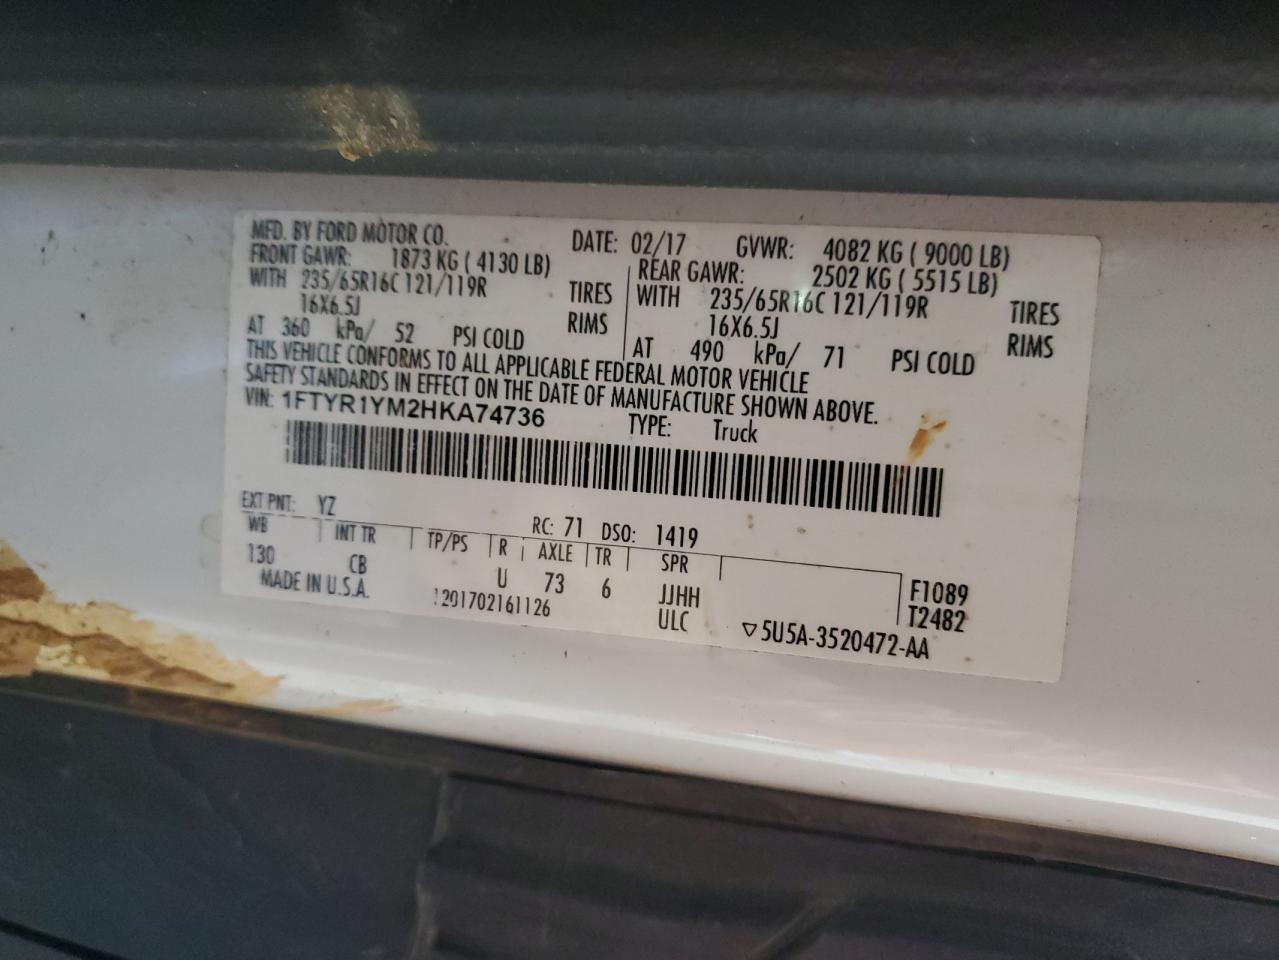 MFD. BY FORD MOTOR CO. DATE: 02/17 GVWR: 4082 KG ( 9000 LB)
FRONT GAWR: 1873 KG ( 4130 LB) REAR GAWR: 2502 KG ( 5515 LB)
WITH 235/65R16C 121/119R TIRES WITH 235/65R16C 121/119R TIRES
16X6.5J RIMS 16X6.5J RIMS
AT 360 kPa/ 52 PSI COLD AT 490 kPa/ 71 PSI COLD
THIS VEHICLE CONFORMS TO ALL APPLICABLE FEDERAL MOTOR VEHICLE
SAFETY STANDARDS IN EFFECT ON THE DATE OF MANUFACTURE SHOWN ABOVE.
VIN: 1FTYR1YM2HKA74736 TYPE: Truck
EXT PNT: YZ RC: 71 DSO: 1419
WB INT TR TP/PS R AXLE TR SPR
130 CB U 73 6 JJHH F1089
MADE IN U.S.A. 201702161126 ULC T2482
▽5U5A-3520472-AA